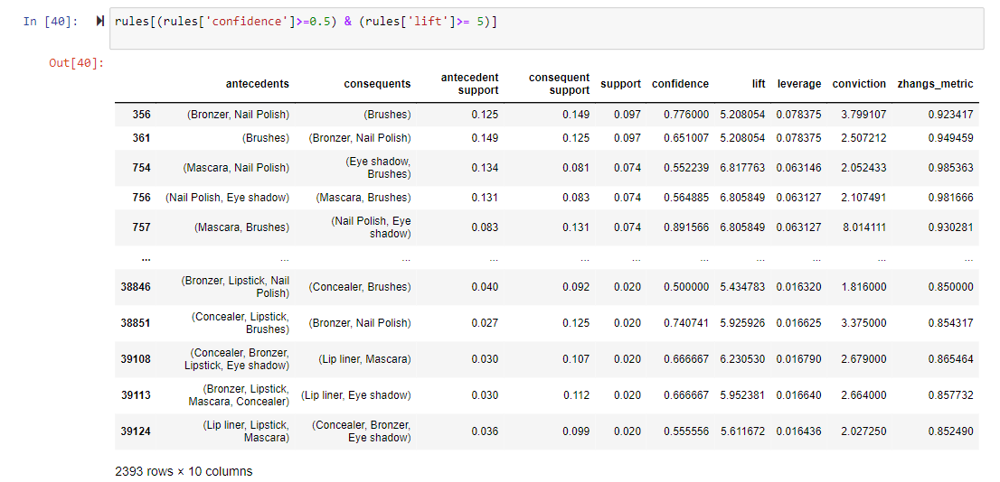 In [40]: rules[(rules['confidence']>=0.5) & (rules['lift']>= 5)]
Out[40]:
antecedents consequents antecedent support consequent support support confidence lift leverage conviction zhangs_metric
356 (Bronzer, Nail Polish) (Brushes) 0.125 0.149 0.097 0.776000 5.208054 0.078375 3.799107 0.923417
361 (Brushes) (Bronzer, Nail Polish) 0.149 0.125 0.097 0.651007 5.208054 0.078375 2.507212 0.949459
754 (Mascara, Nail Polish) (Eye shadow, Brushes) 0.134 0.081 0.074 0.552239 6.817763 0.063146 2.052433 0.985363
756 (Nail Polish, Eye shadow) (Mascara, Brushes) 0.131 0.083 0.074 0.564885 6.805849 0.063127 2.107491 0.981666
757 (Mascara, Brushes) (Nail Polish, Eye shadow) 0.083 0.131 0.074 0.891566 6.805849 0.063127 8.014111 0.930281
... ... ... ... ... ... ... ... ... ... ...
38846 (Bronzer, Lipstick, Nail Polish) (Concealer, Brushes) 0.040 0.092 0.020 0.500000 5.434783 0.016320 1.816000 0.850000
38851 (Concealer, Lipstick, Brushes) (Bronzer, Nail Polish) 0.027 0.125 0.020 0.740741 5.925926 0.016625 3.375000 0.854317
39108 (Concealer, Bronzer, Lipstick, Eye shadow) (Lip liner, Mascara) 0.030 0.107 0.020 0.666667 6.230530 0.016790 2.679000 0.865464
39113 (Bronzer, Lipstick, Mascara, Concealer) (Lip liner, Eye shadow) 0.030 0.112 0.020 0.666667 5.952381 0.016640 2.664000 0.857732
39124 (Lip liner, Lipstick, Mascara) (Concealer, Bronzer, Eye shadow) 0.036 0.099 0.020 0.555556 5.611672 0.016436 2.027250 0.852490
2393 rows × 10 columns